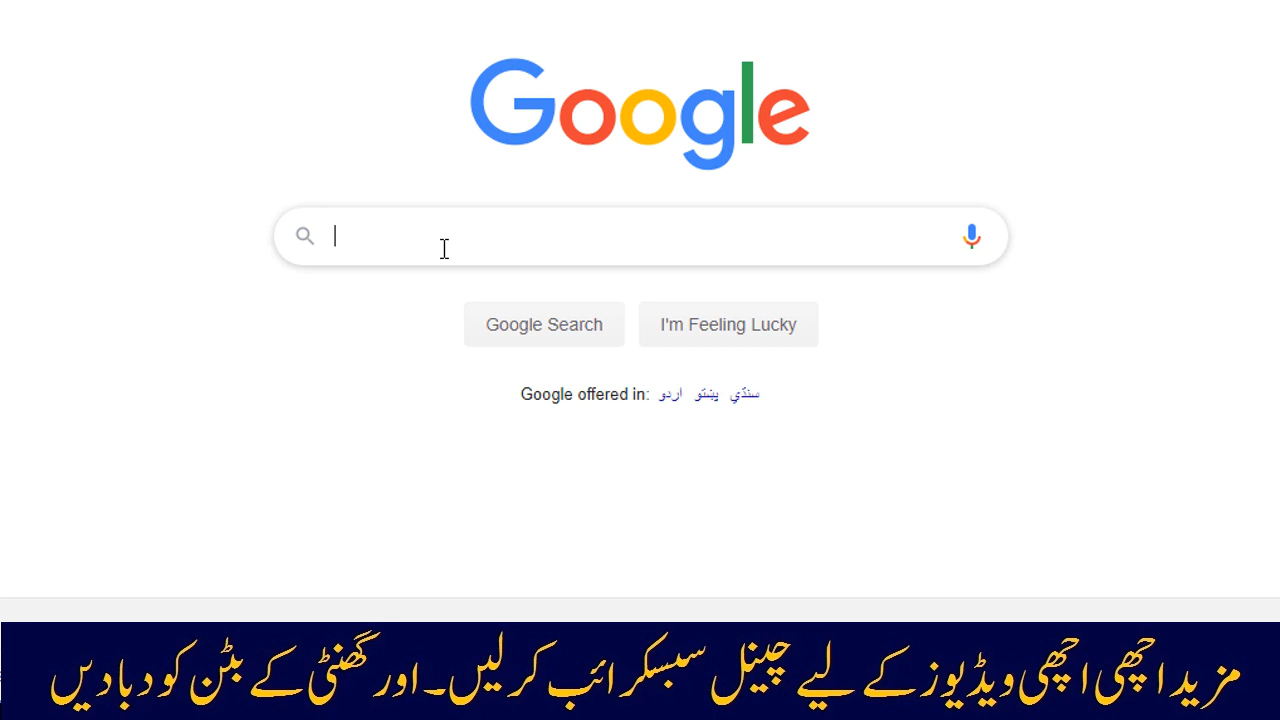 Google
Google Search
I'm Feeling Lucky
Google offered in: اردو پښتو سنڌي
مزید اچھی اچھی ویڈیوز کے لیے چینل سبسکرائب کرلیں۔ اور گھنٹی کے بٹن کو دبادیں